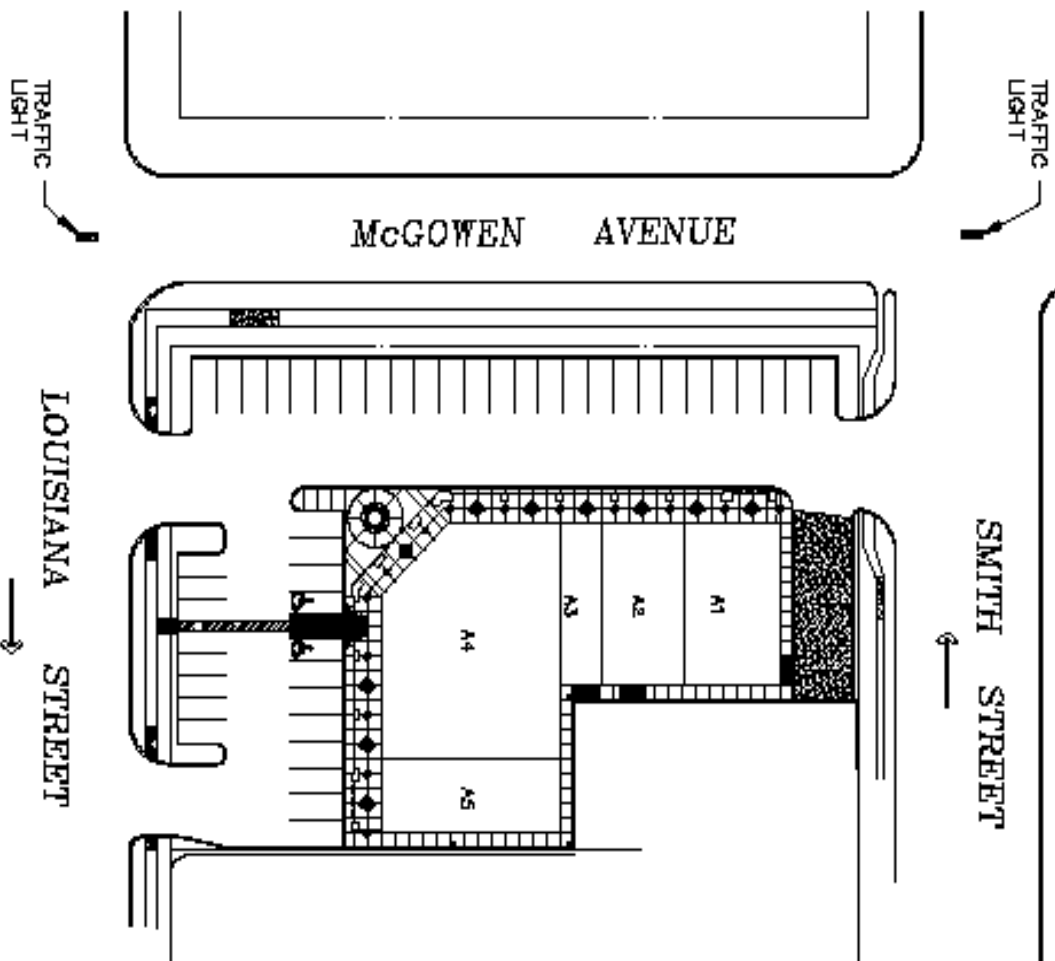 TRAFFIC
LIGHT
TRAFFIC
LIGHT
McGOWEN AVENUE
LOUISIANA STREET
SMITH STREET
A4
A3
A2
A1
A5